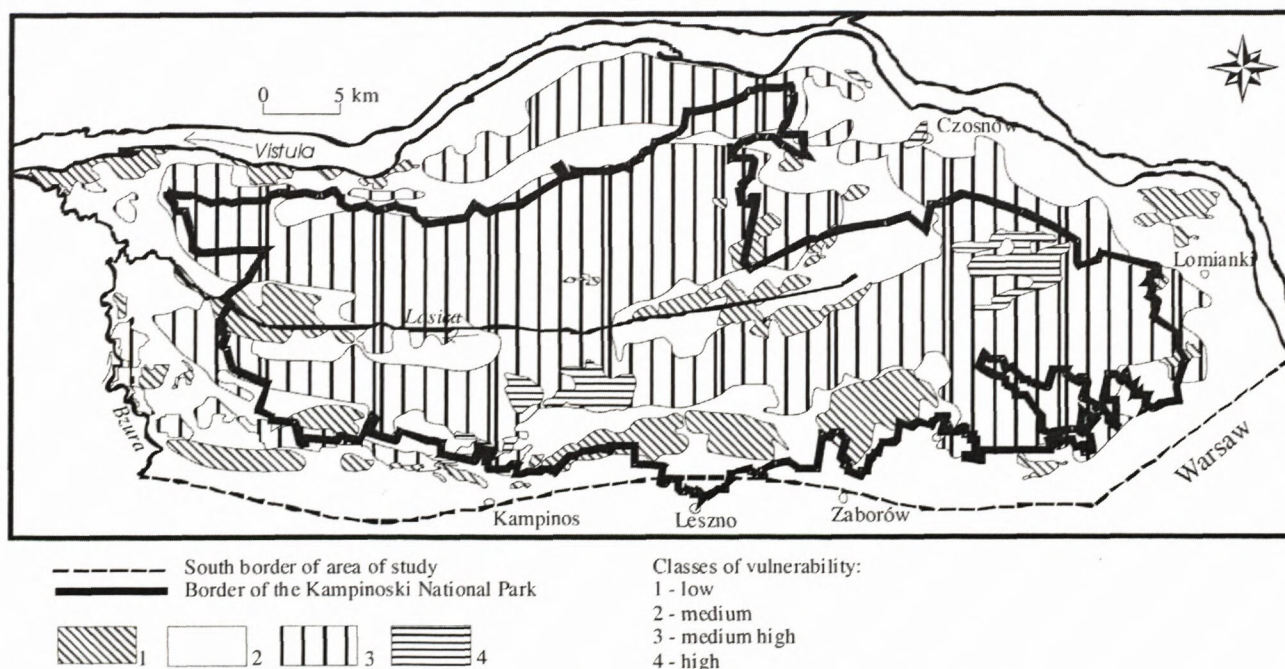 0 5 km
Vistula
Czosnów
Lomianki
Lasica
Bzura
Warsaw
Kampinos
Leszno
Zaborów
South border of area of study
Border of the Kampinoski National Park
1 2 3 4
Classes of vulnerability:
1 - low
2 - medium
3 - medium high
4 - high